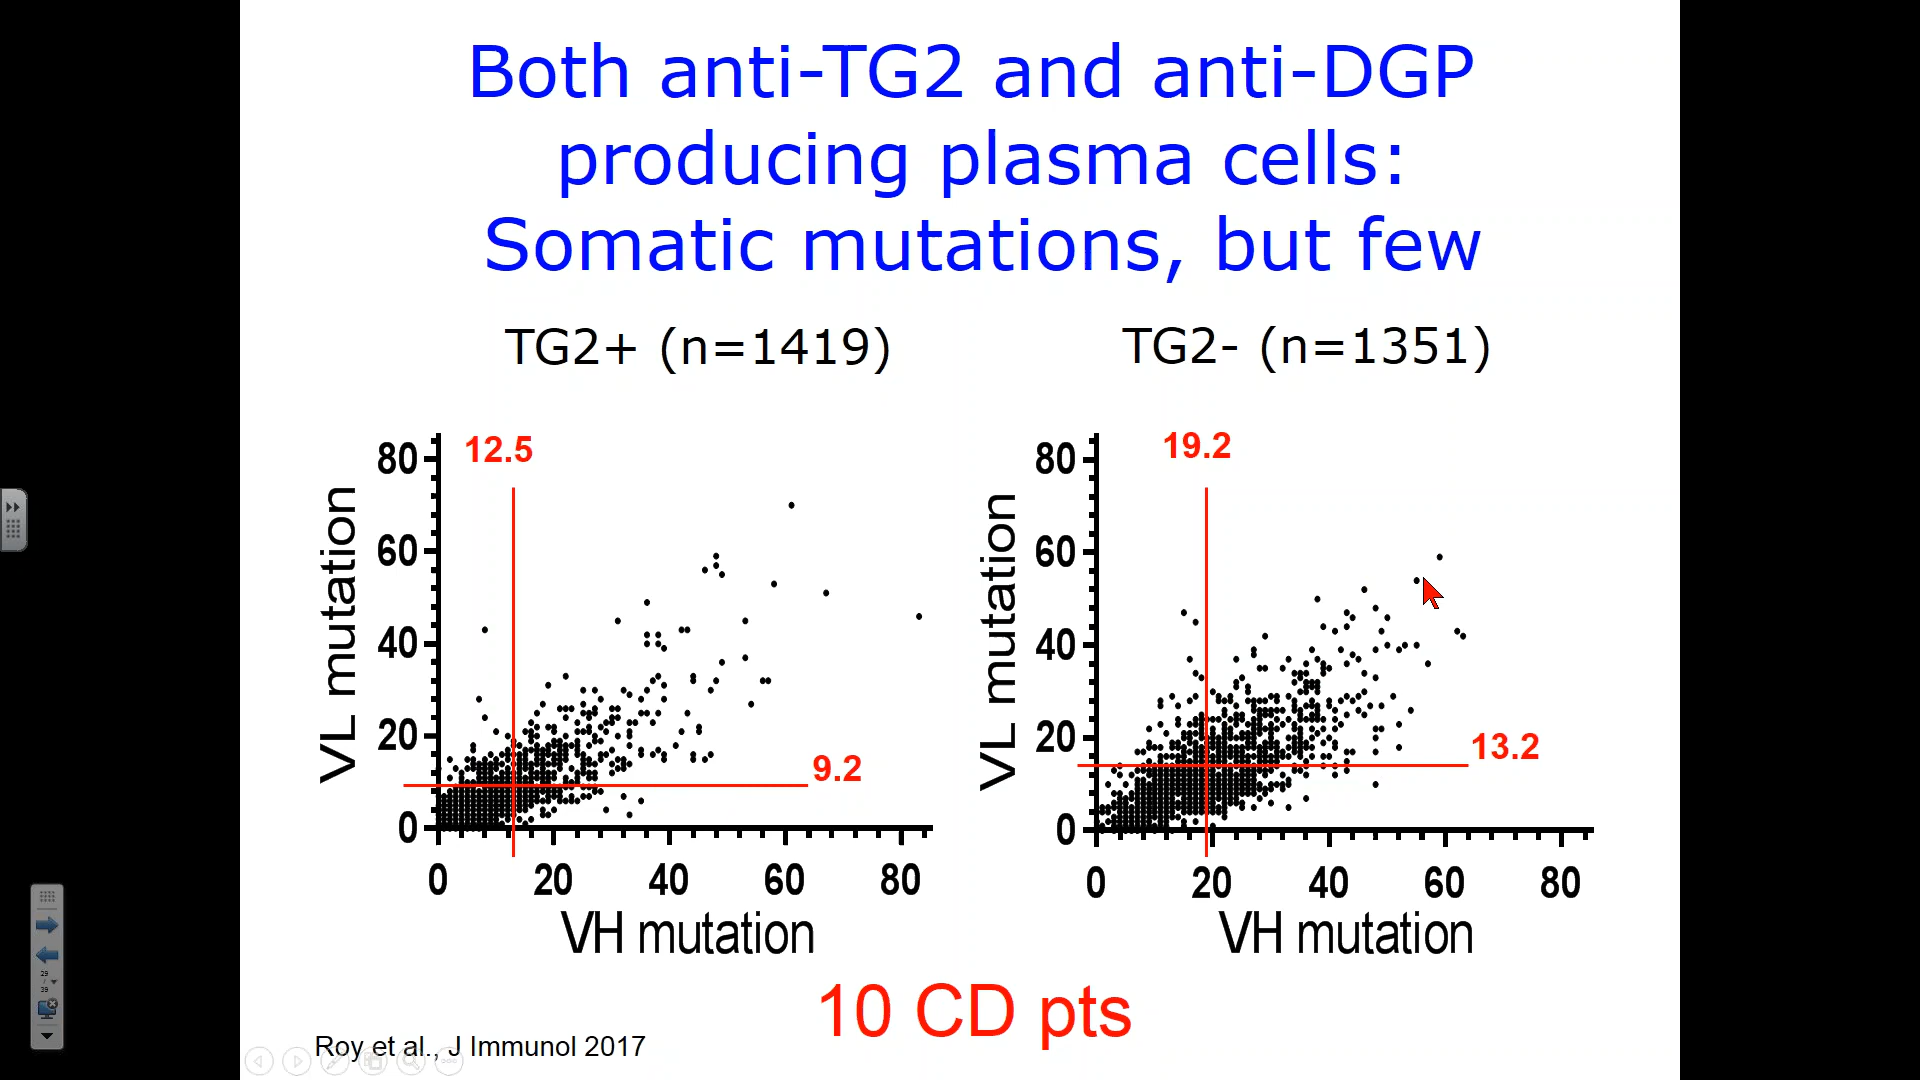 Both anti-TG2 and anti-DGP
producing plasma cells:
Somatic mutations, but few
TG2+ (n=1419)
TG2- (n=1351)
12.5
80
60
40
20
0
VL mutation
9.2
0 20 40 60 80
VH mutation
19.2
80
60
40
20
0
VL mutation
13.2
0 20 40 60 80
VH mutation
10 CD pts
Roy et al., J Immunol 2017
29
/
39